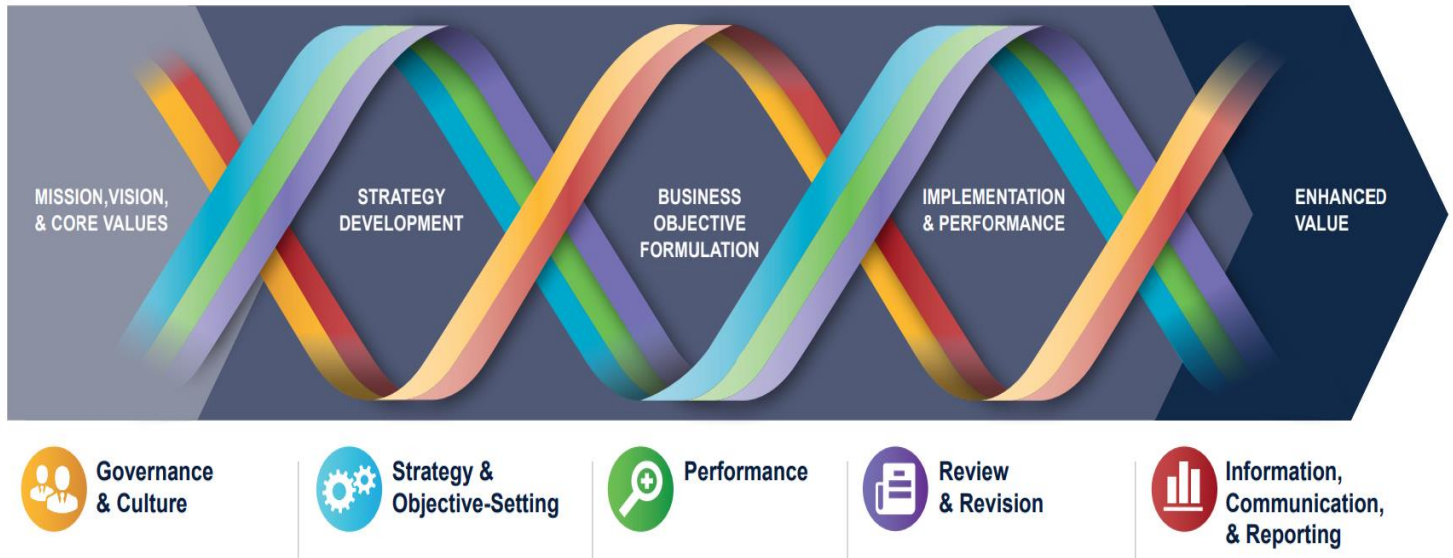 MISSION, VISION,
& CORE VALUES
STRATEGY
DEVELOPMENT
BUSINESS
OBJECTIVE
FORMULATION
IMPLEMENTATION
& PERFORMANCE
ENHANCED
VALUE
Governance
& Culture
Strategy &
Objective-Setting
Performance
Review
& Revision
Information,
Communication,
& Reporting